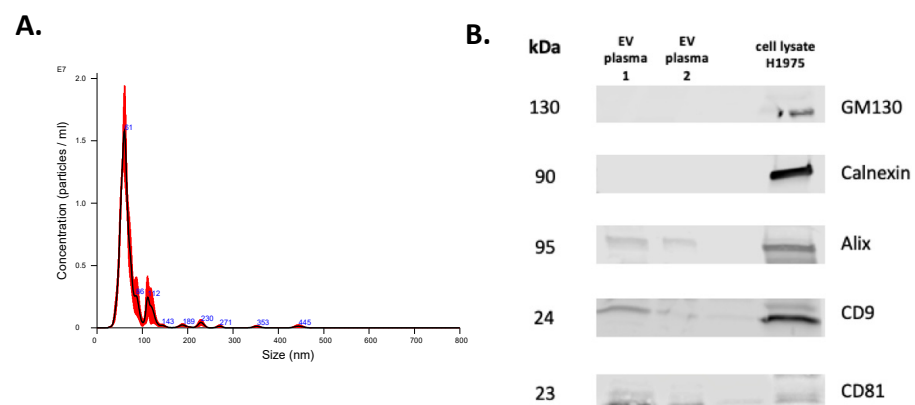 A.
E7
2.0
1.5
1.0
0.5
0
Concentration (particles / ml)
61
112
143
189
230
271
353
445
0 100 200 300 400 500 600 700 800
Size (nm)
B.
kDa
EV plasma 1
EV plasma 2
cell lysate H1975
130 GM130
90 Calnexin
95 Alix
24 CD9
23 CD81